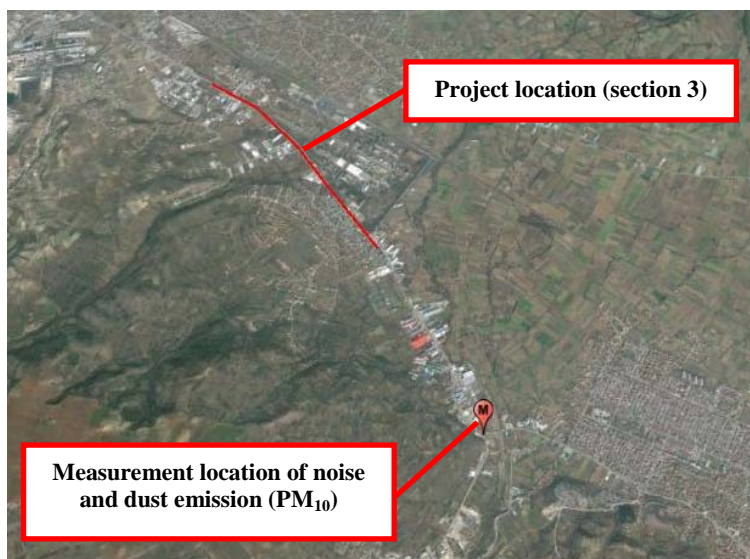 Project location (section 3)
M
Measurement location of noise
and dust emission (PM₁₀)